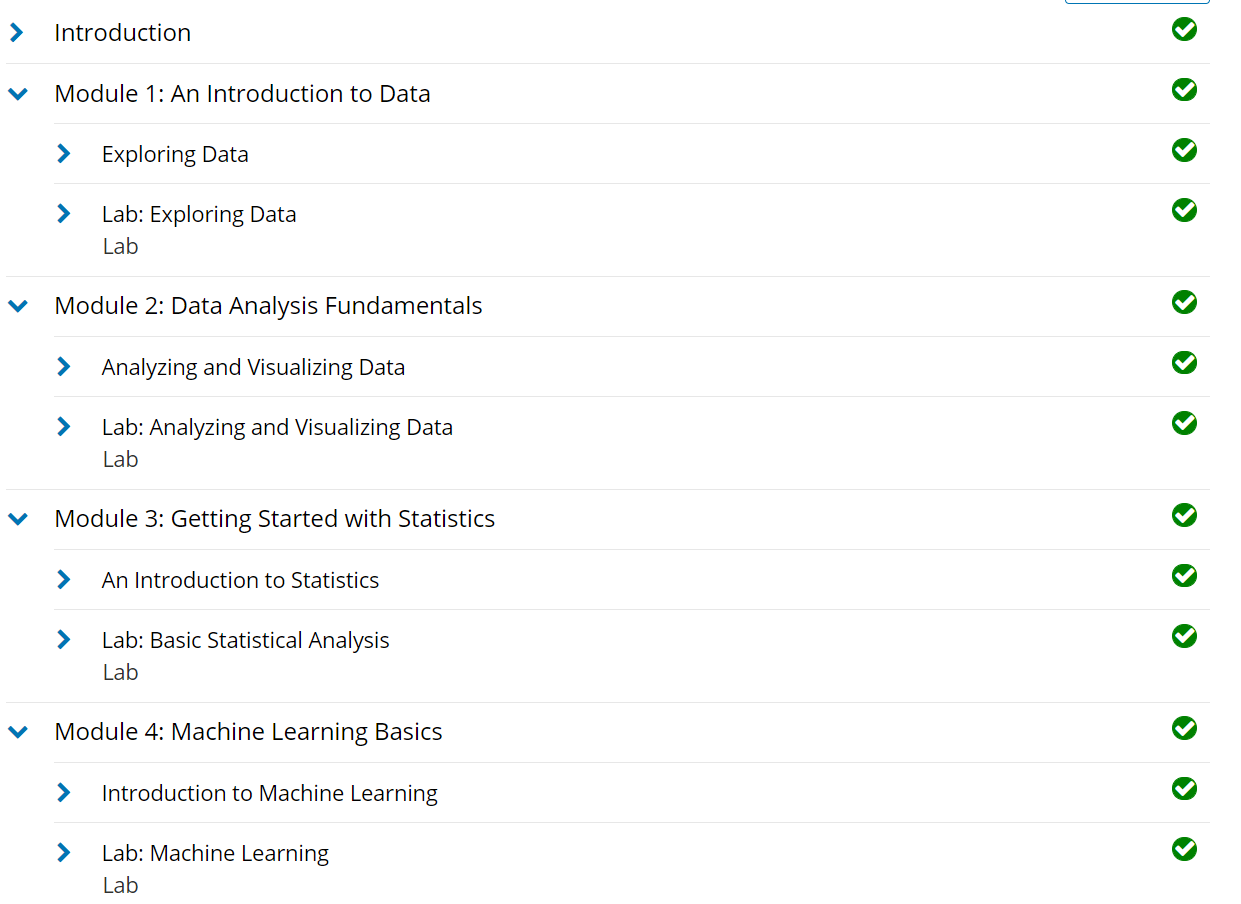 Introduction
Module 1: An Introduction to Data
Exploring Data
Lab: Exploring Data
Lab
Module 2: Data Analysis Fundamentals
Analyzing and Visualizing Data
Lab: Analyzing and Visualizing Data
Lab
Module 3: Getting Started with Statistics
An Introduction to Statistics
Lab: Basic Statistical Analysis
Lab
Module 4: Machine Learning Basics
Introduction to Machine Learning
Lab: Machine Learning
Lab